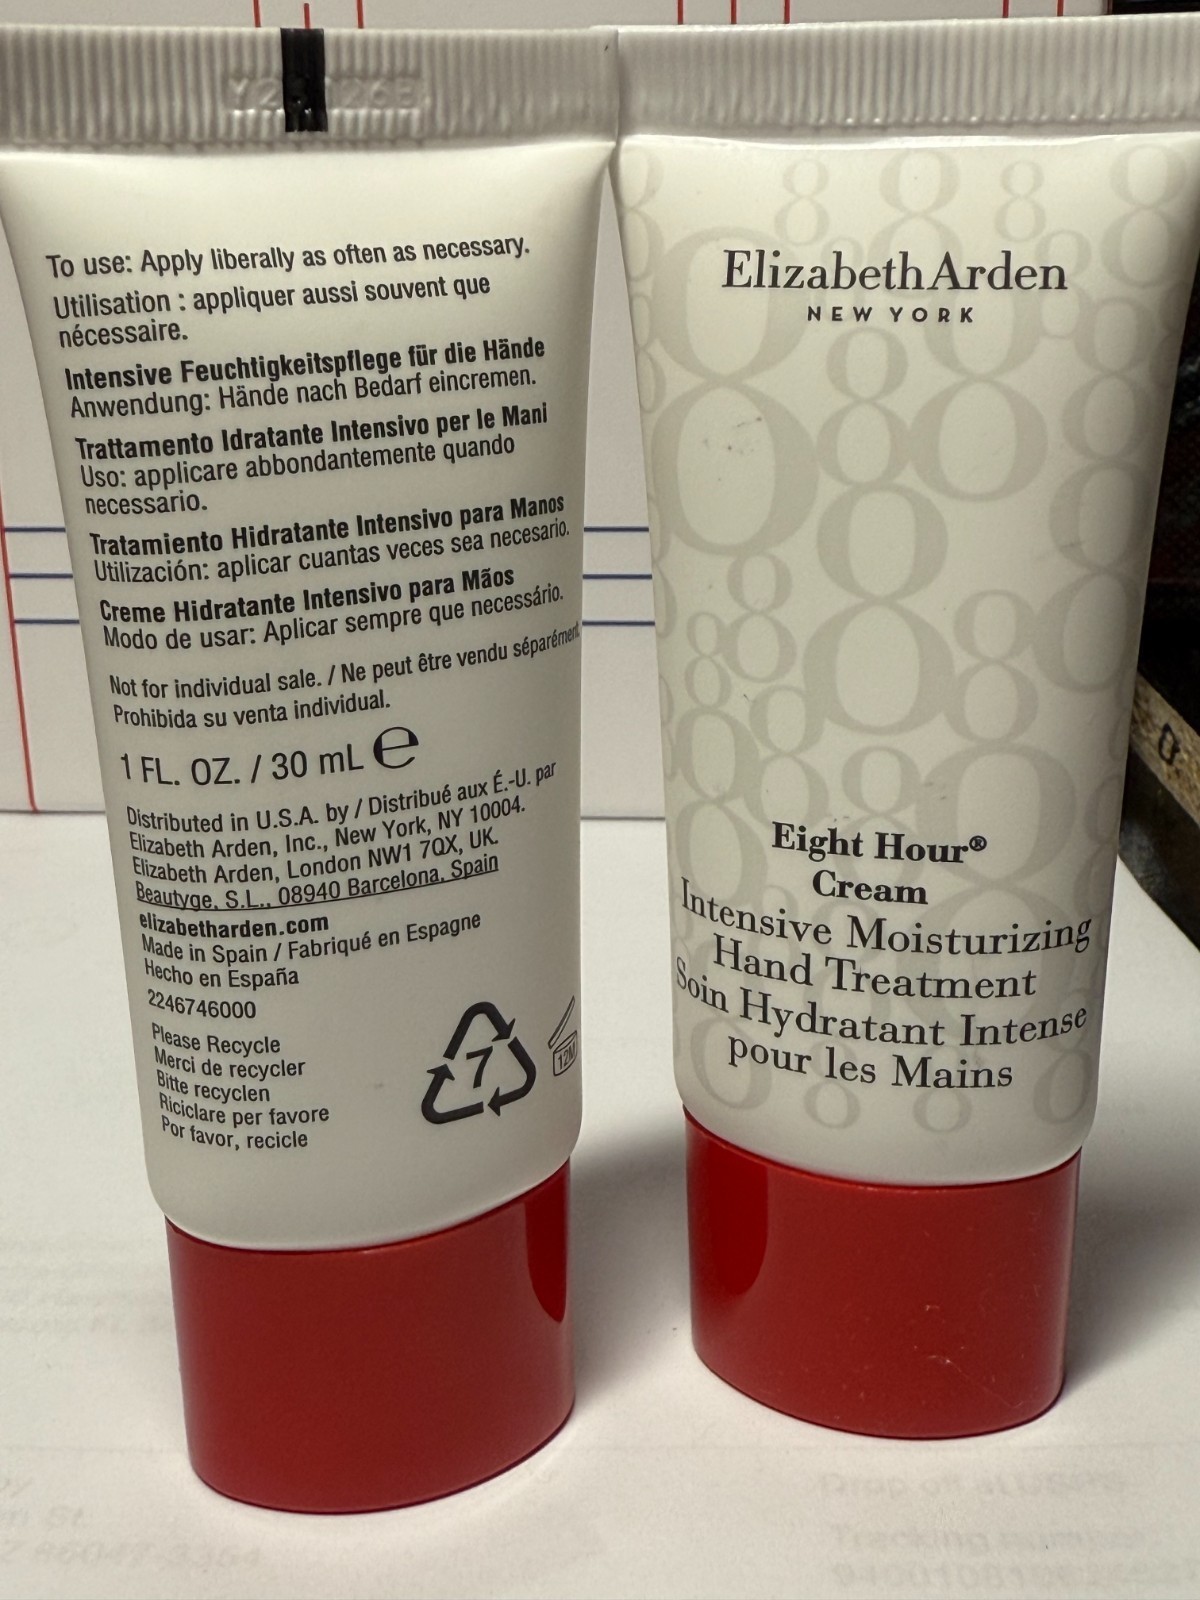 To use: Apply liberally as often as necessary.
Utilisation : appliquer aussi souvent que
nécessaire.
Intensive Feuchtigkeitspflege für die Hände
Anwendung: Hände nach Bedarf eincremen.
Trattamento Idratante Intensivo per le Mani
Uso: applicare abbondantemente quando
necessario.
Tratamiento Hidratante Intensivo para Manos
Utilización: aplicar cuantas veces sea necesario.
Creme Hidratante Intensivo para Mãos
Modo de usar: Aplicar sempre que necessário.
Not for individual sale. / Ne peut être vendu séparément.
Prohibida su venta individual.
1 FL. OZ. / 30 mL ℮
Distributed in U.S.A. by / Distribué aux É.-U. par
Elizabeth Arden, Inc., New York, NY 10004.
Elizabeth Arden, London NW1 7QX, UK.
Beautyge, S.L., 08940 Barcelona, Spain
elizabetharden.com
Made in Spain / Fabriqué en Espagne
Hecho en España
2246746000
Please Recycle
Merci de recycler
Bitte recyclen
Riciclare per favore
Por favor, recicle
7
12M
Elizabeth Arden
NEW YORK
Eight Hour®
Cream
Intensive Moisturizing
Hand Treatment
Soin Hydratant Intense
pour les Mains